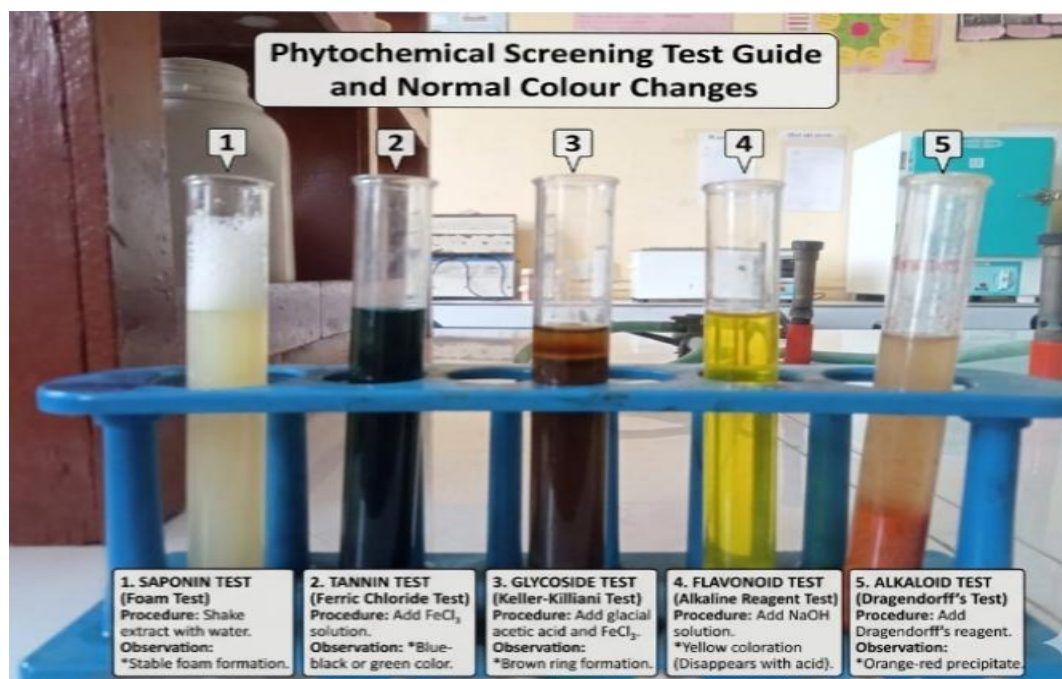 Phytochemical Screening Test Guide
and Normal Colour Changes
1
2
3
4
5
1. SAPONIN TEST
(Foam Test)
Procedure: Shake
extract with water.
Observation:
*Stable foam formation.
2. TANNIN TEST
(Ferric Chloride Test)
Procedure: Add FeCl₃
solution.
Observation: *Blue-
black or green color.
3. GLYCOSIDE TEST
(Keller-Killiani Test)
Procedure: Add glacial
acetic acid and FeCl₃-.
Observation:
*Brown ring formation.
4. FLAVONOID TEST
(Alkaline Reagent Test)
Procedure: Add NaOH
solution.
*Yellow coloration
(Disappears with acid).
5. ALKALOID TEST
(Dragendorff's Test)
Procedure: Add
Dragendorff's reagent.
Observation:
*Orange-red precipitate.